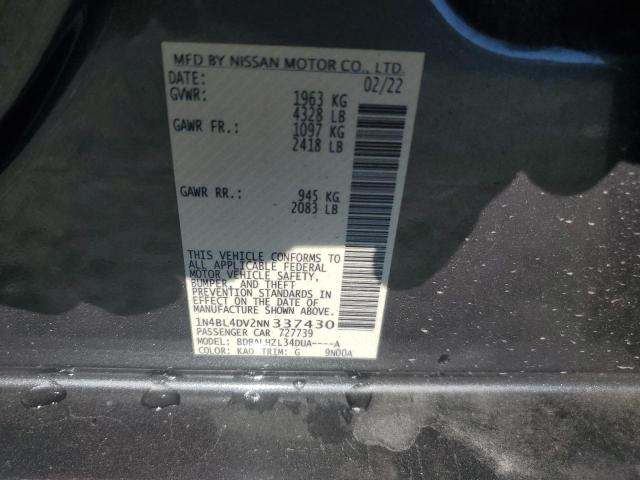 MFD BY NISSAN MOTOR CO., LTD.
DATE: 02/22
GVWR: 1963 KG
4328 LB
GAWR FR.: 1097 KG
2418 LB
GAWR RR.: 945 KG
2083 LB
THIS VEHICLE CONFORMS TO
ALL APPLICABLE FEDERAL
MOTOR VEHICLE SAFETY,
BUMPER, AND THEFT
PREVENTION STANDARDS IN
EFFECT ON THE DATE OF
MANUFACTURE SHOWN ABOVE.
1N4BL4DV2NN337430
PASSENGER CAR 727739
MODEL: BDRALHZL34DUA----A
COLOR: KAD TRIM: G 9N00A